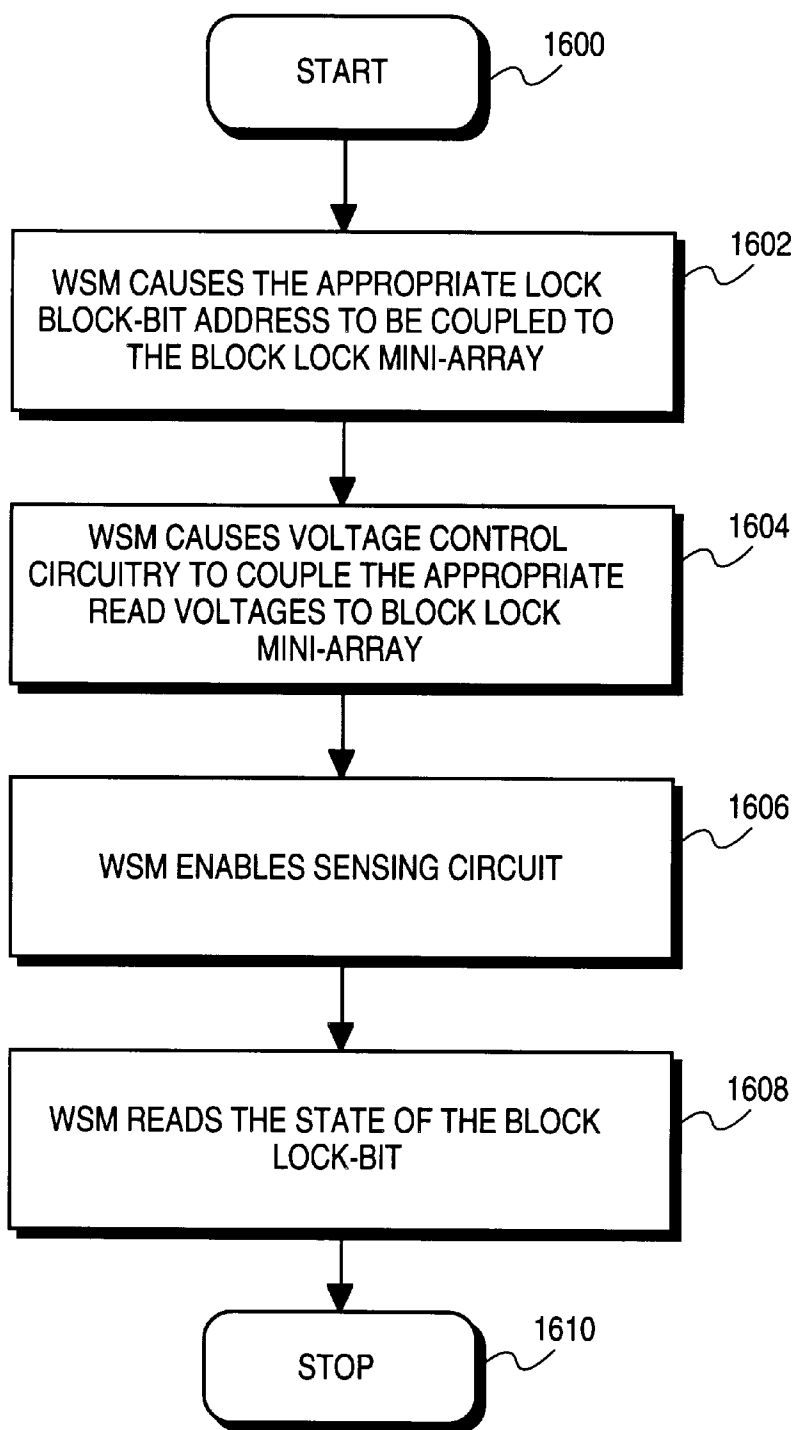 START
1600
WSM CAUSES THE APPROPRIATE LOCK
BLOCK-BIT ADDRESS TO BE COUPLED TO
THE BLOCK LOCK MINI-ARRAY
1602
WSM CAUSES VOLTAGE CONTROL
CIRCUITRY TO COUPLE THE APPROPRIATE
READ VOLTAGES TO BLOCK LOCK
MINI-ARRAY
1604
WSM ENABLES SENSING CIRCUIT
1606
WSM READS THE STATE OF THE BLOCK
LOCK-BIT
1608
STOP
1610